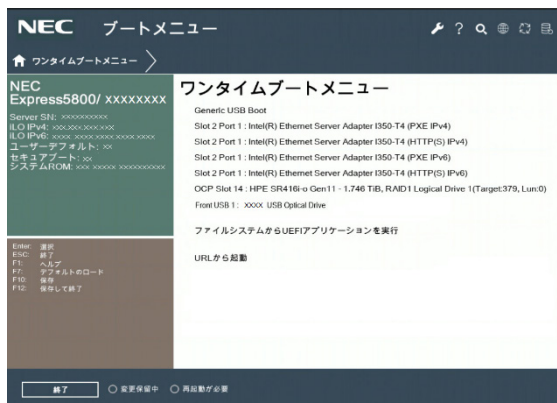 NEC ブートメニュー
ワンタイムブートメニュー
NEC
Express5800/ XXXXXXXX
Server SN: xxxxxxxxxx
iLO IPv4: xxx.xxx.xxx.xxx
iLO IPv6: xxxx xxxx xxxx xxxx xxxx
ユーザーデフォルト: xx
セキュアブート: xx
システムROM: xxx xxxxx xxxxxxxxxx
Enter: 選択
ESC: 終了
F1: ヘルプ
F7: デフォルトのロード
F10: 保存
F12: 保存して終了
ワンタイムブートメニュー
Generic USB Boot
Slot 2 Port 1 : Intel(R) Ethernet Server Adapter I350-T4 (PXE IPv4)
Slot 2 Port 1 : Intel(R) Ethernet Server Adapter I350-T4 (HTTP(S) IPv4)
Slot 2 Port 1 : Intel(R) Ethernet Server Adapter I350-T4 (PXE IPv6)
Slot 2 Port 1 : Intel(R) Ethernet Server Adapter I350-T4 (HTTP(S) IPv6)
OCP Slot 14 : HPE SR416i-o Gen11 - 1.746 TiB, RAID1 Logical Drive 1(Target:379, Lun:0)
Front USB 1 : XXXX USB Optical Drive
ファイルシステムからUEFIアプリケーションを実行
URLから起動
終了 変更保留中 再起動が必要